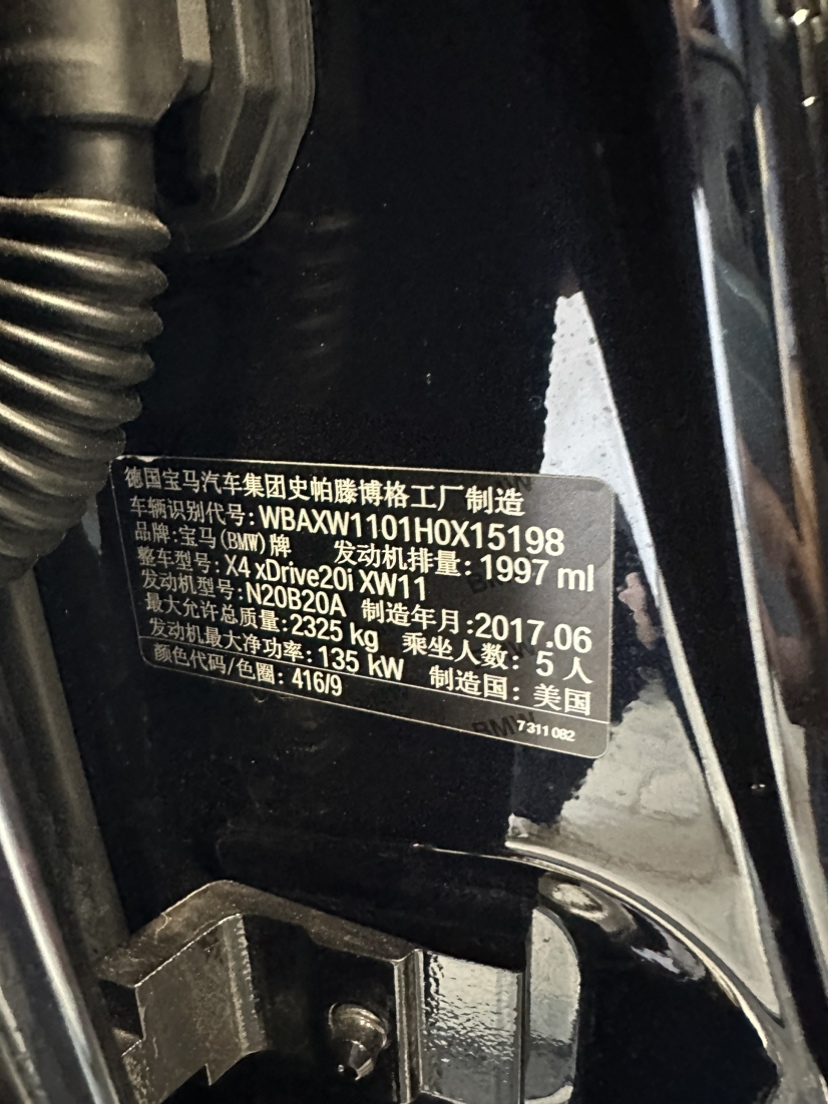 德国宝马汽车集团史帕滕博格工厂制造
车辆识别代号:WBAXW1101H0X15198
品牌:宝马(BMW)牌 发动机排量:1997 ml
整车型号:X4 xDrive20i XW11
发动机型号:N20B20A 制造年月:2017.06
最大允许总质量:2325 kg 乘坐人数: 5 人
发动机最大净功率:135 kW 制造国: 美国
颜色代码/色圈: 416/9
BMW 7 311 082